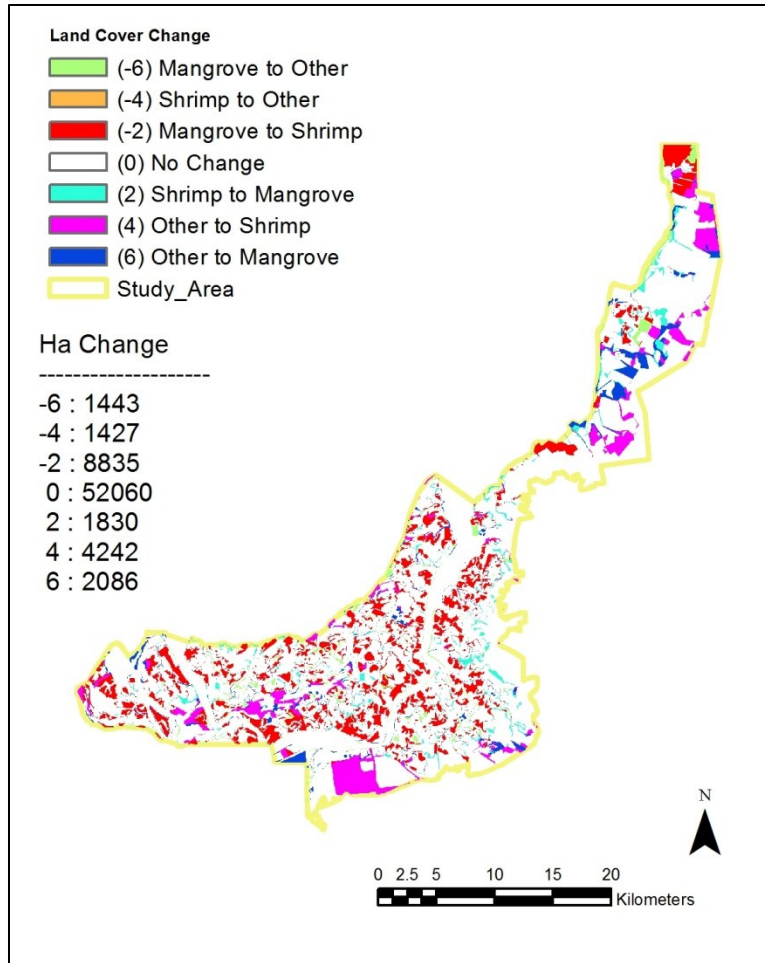 Land Cover Change
(-6) Mangrove to Other
(-4) Shrimp to Other
(-2) Mangrove to Shrimp
(0) No Change
(2) Shrimp to Mangrove
(4) Other to Shrimp
(6) Other to Mangrove
Study_Area
Ha Change
--------------------
-6 : 1443
-4 : 1427
-2 : 8835
0 : 52060
2 : 1830
4 : 4242
6 : 2086
N
0 2.5 5 10 15 20
Kilometers